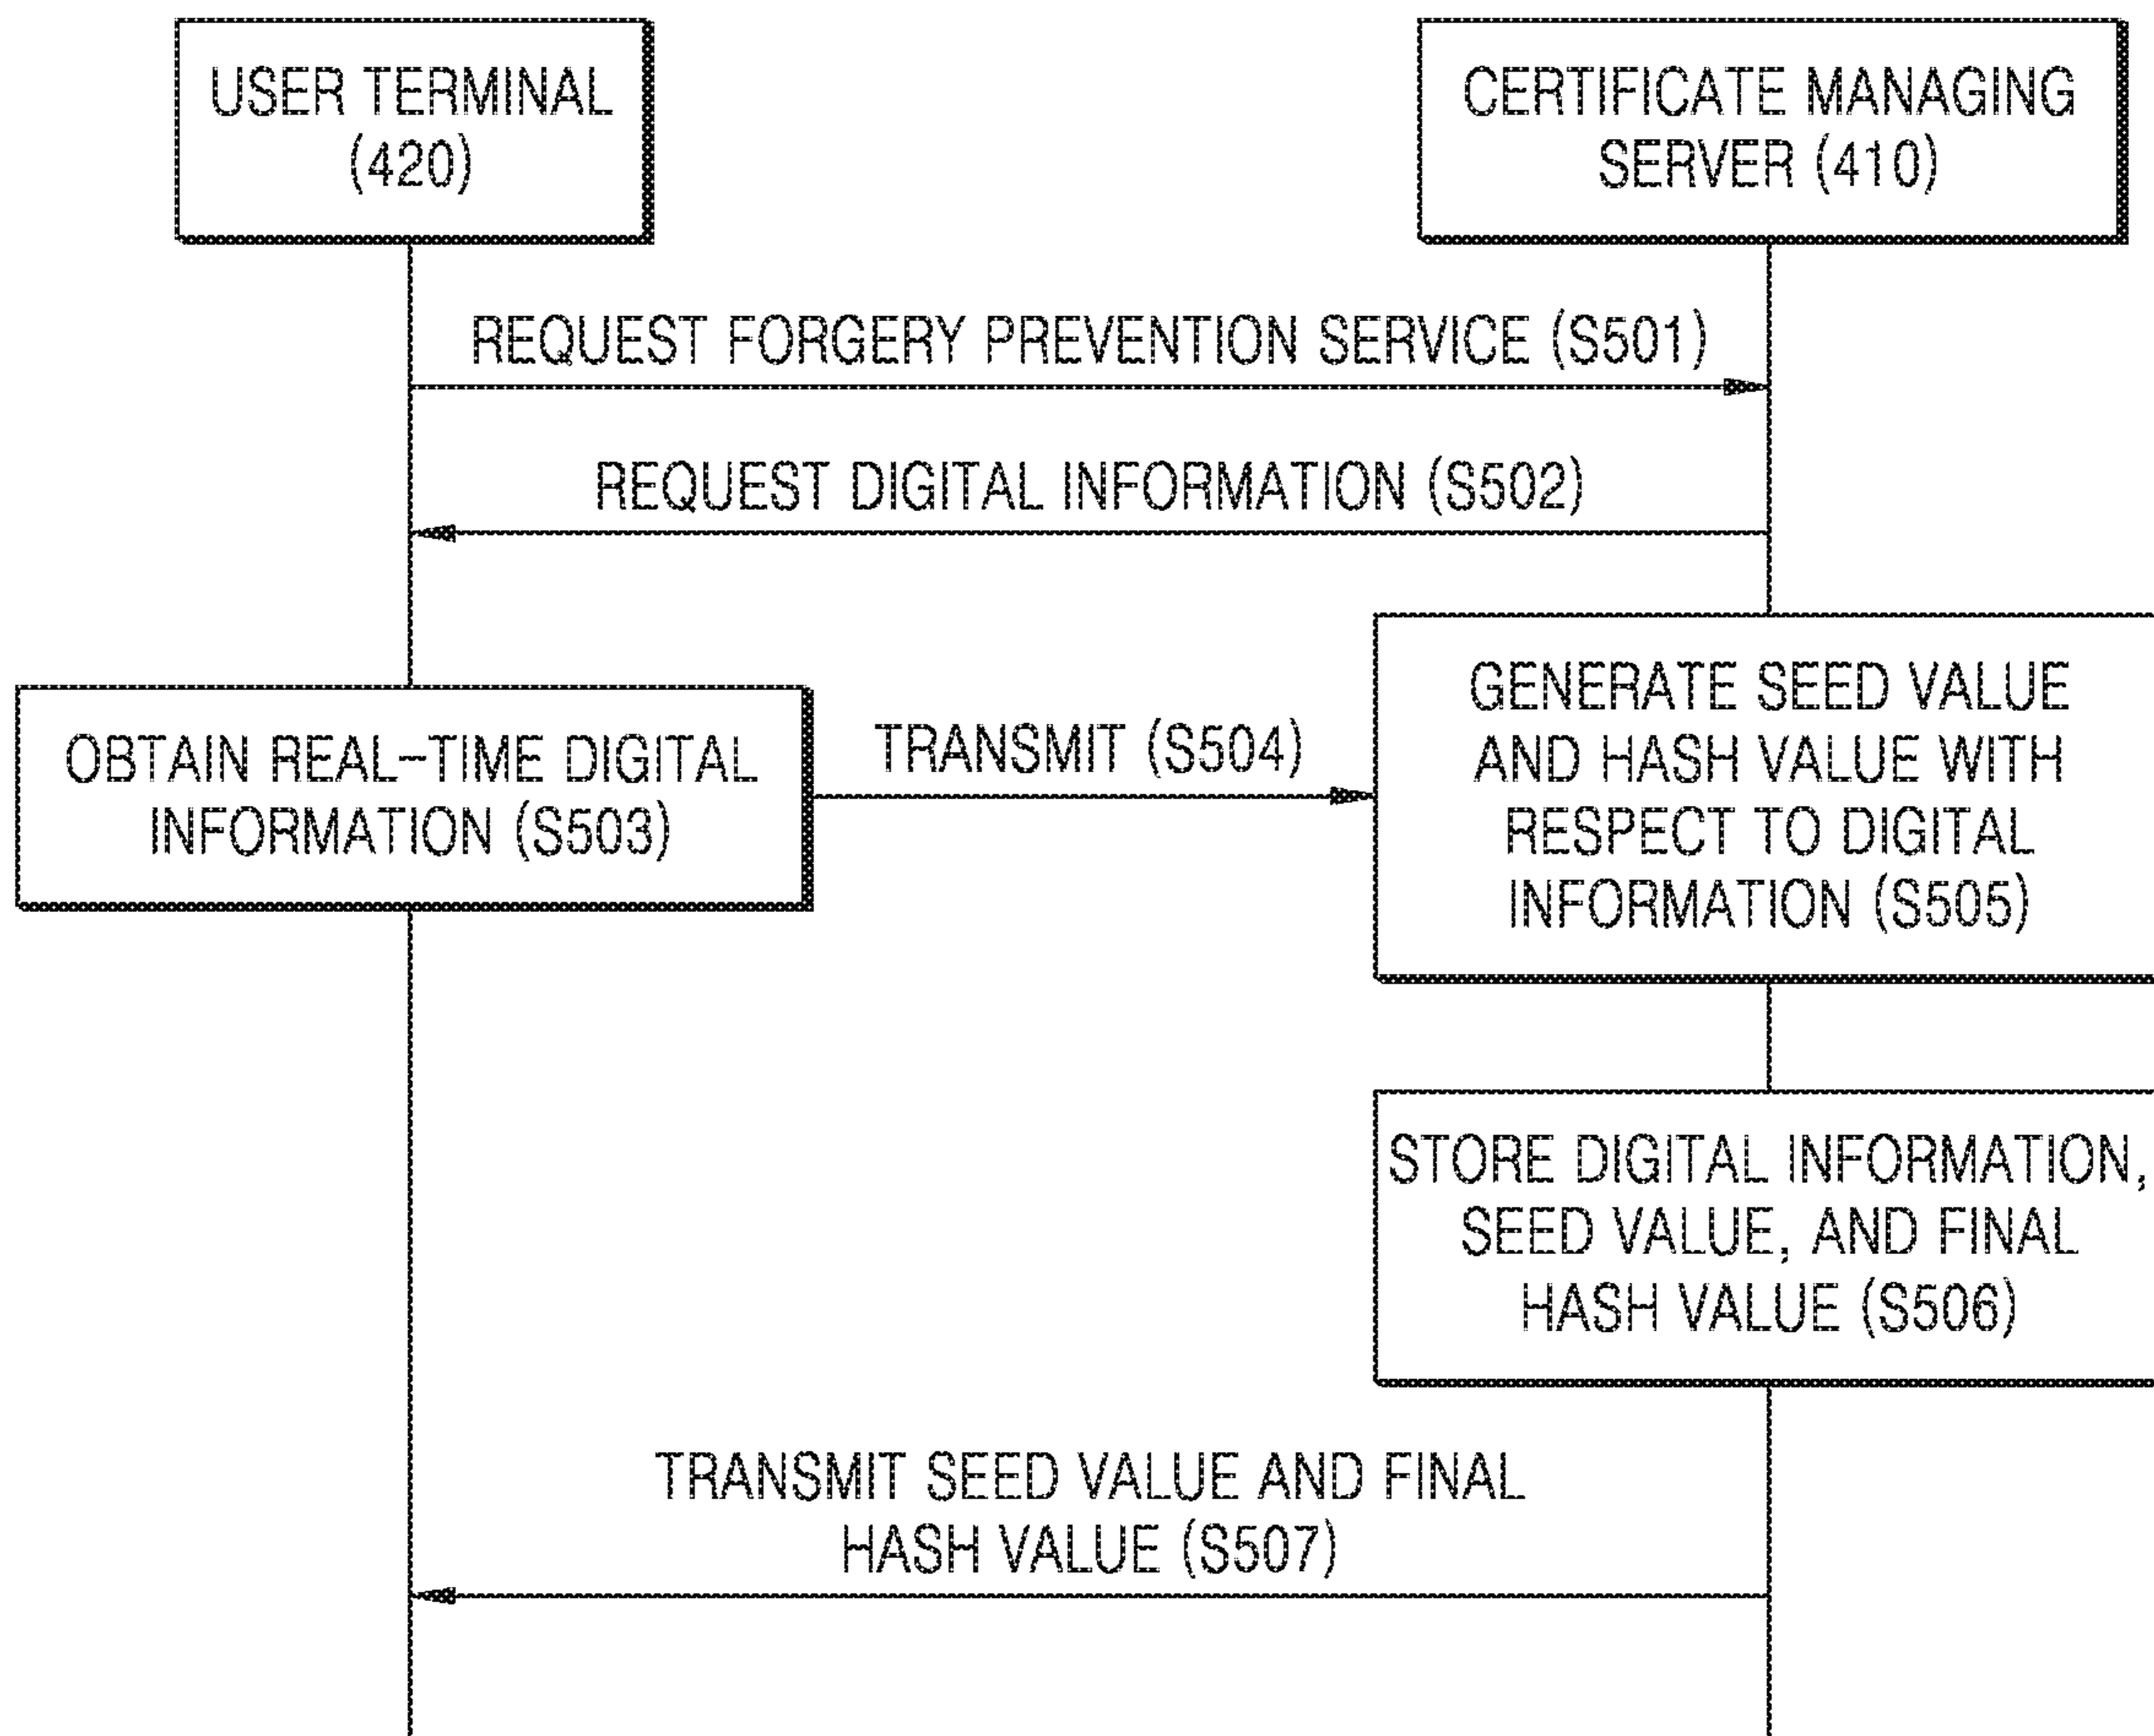 USER TERMINAL
(420)
CERTIFICATE MANAGING
SERVER (410)
REQUEST FORGERY PREVENTION SERVICE (S501)
REQUEST DIGITAL INFORMATION (S502)
OBTAIN REAL-TIME DIGITAL
INFORMATION (S503)
TRANSMIT (S504)
GENERATE SEED VALUE
AND HASH VALUE WITH
RESPECT TO DIGITAL
INFORMATION (S505)
STORE DIGITAL INFORMATION,
SEED VALUE, AND FINAL
HASH VALUE (S506)
TRANSMIT SEED VALUE AND FINAL
HASH VALUE (S507)